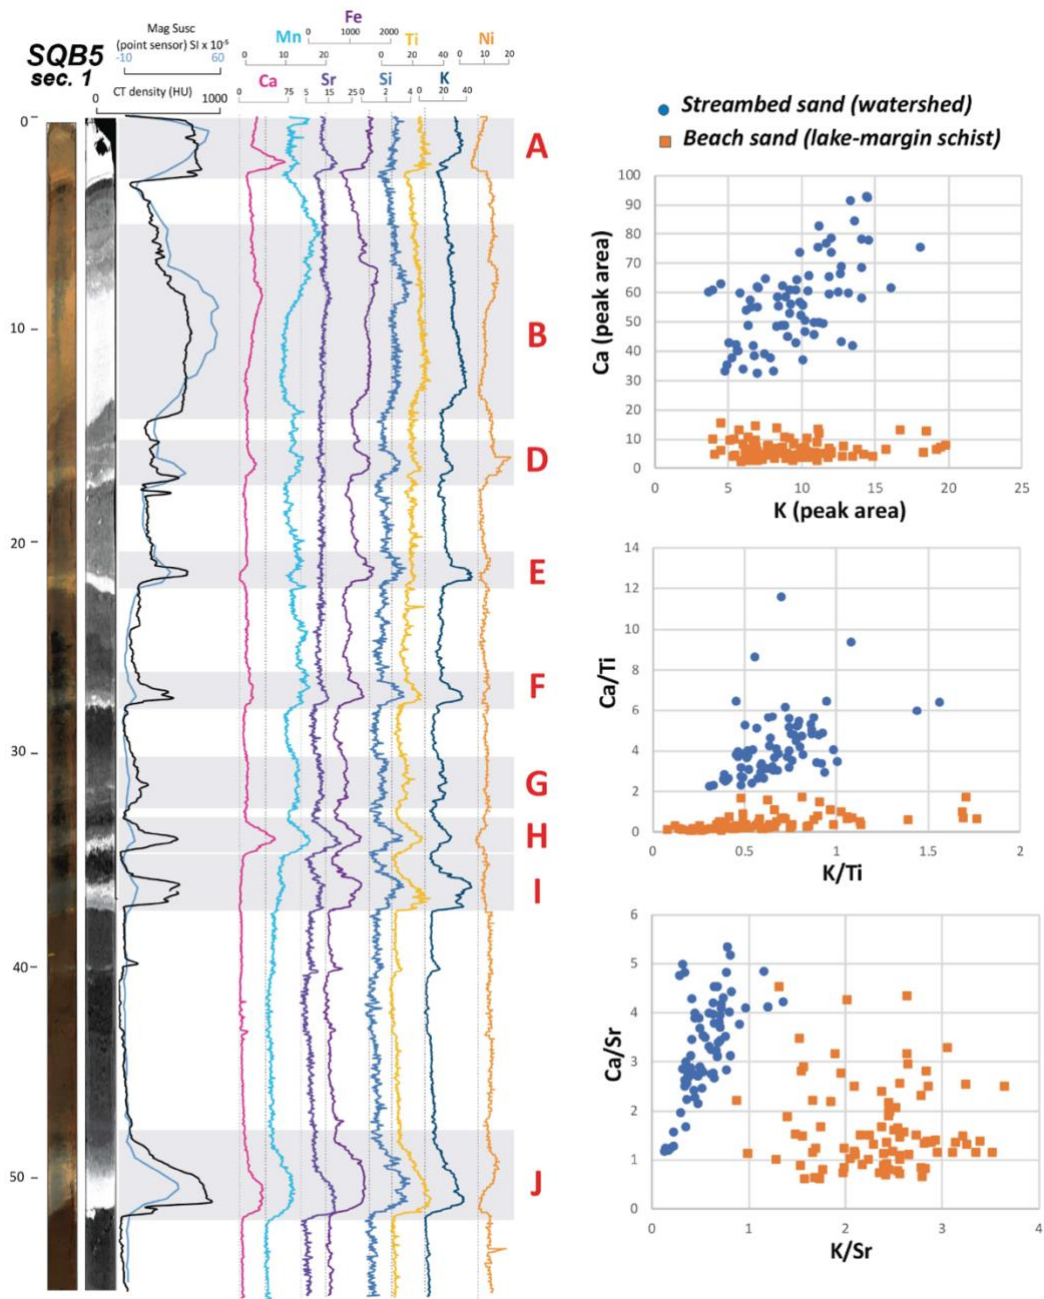 SQB5
sec. 1
Mag Susc
(point sensor) SI x 10⁻⁵
-10 60
CT density (HU)
0 1000
Fe
0 1000 2000
Mn Ti Ni
0 10 20 0 20 40 0 10 20
Ca Sr Si K
0 75 5 15 25 0 2 4 0 20 40
0
10
20
30
40
50
A
B
D
E
F
G
H
I
J
Streambed sand (watershed)
Beach sand (lake-margin schist)
Ca (peak area)
100
90
80
70
60
50
40
30
20
10
0
0 5 10 15 20 25
K (peak area)
Ca/Ti
14
12
10
8
6
4
2
0
0 0.5 1 1.5 2
K/Ti
Ca/Sr
6
5
4
3
2
1
0
0 1 2 3 4
K/Sr